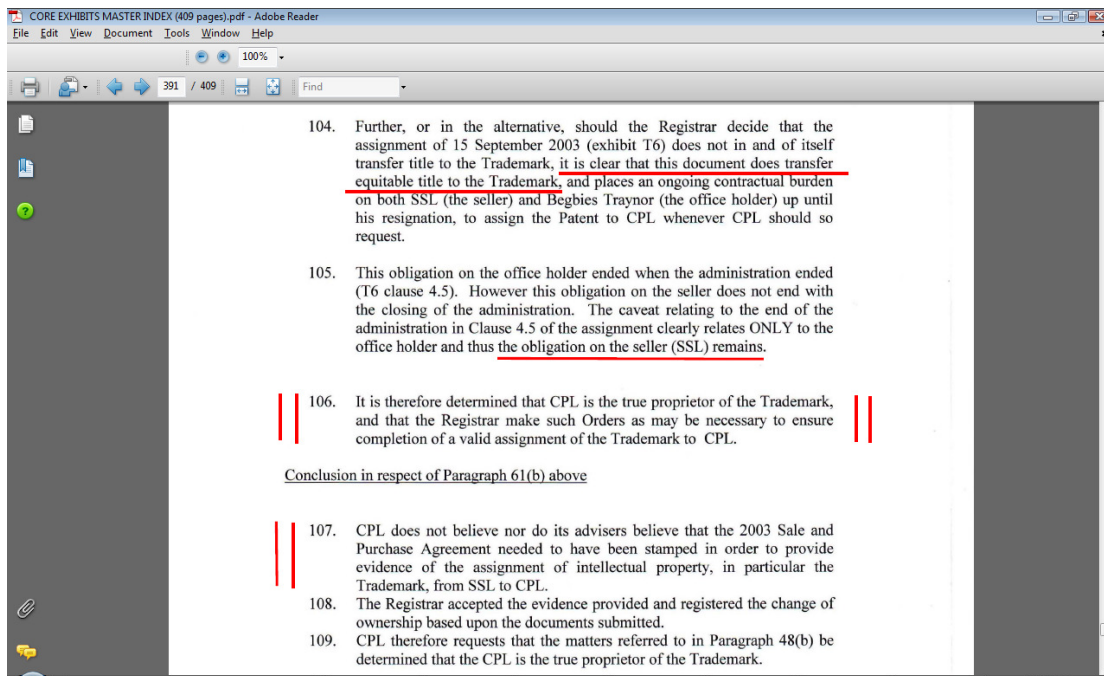 CORE EXHIBITS MASTER INDEX (409 pages).pdf - Adobe Reader
File Edit View Document Tools Window Help
100%
391 / 409 Find
104. Further, or in the alternative, should the Registrar decide that the
assignment of 15 September 2003 (exhibit T6) does not in and of itself
transfer title to the Trademark, it is clear that this document does transfer
equitable title to the Trademark, and places an ongoing contractual burden
on both SSL (the seller) and Begbies Traynor (the office holder) up until
his resignation, to assign the Patent to CPL whenever CPL should so
request.
105. This obligation on the office holder ended when the administration ended
(T6 clause 4.5). However this obligation on the seller does not end with
the closing of the administration. The caveat relating to the end of the
administration in Clause 4.5 of the assignment clearly relates ONLY to the
office holder and thus the obligation on the seller (SSL) remains.
106. It is therefore determined that CPL is the true proprietor of the Trademark,
and that the Registrar make such Orders as may be necessary to ensure
completion of a valid assignment of the Trademark to CPL.
Conclusion in respect of Paragraph 61(b) above
107. CPL does not believe nor do its advisers believe that the 2003 Sale and
Purchase Agreement needed to have been stamped in order to provide
evidence of the assignment of intellectual property, in particular the
Trademark, from SSL to CPL.
108. The Registrar accepted the evidence provided and registered the change of
ownership based upon the documents submitted.
109. CPL therefore requests that the matters referred to in Paragraph 48(b) be
determined that the CPL is the true proprietor of the Trademark.